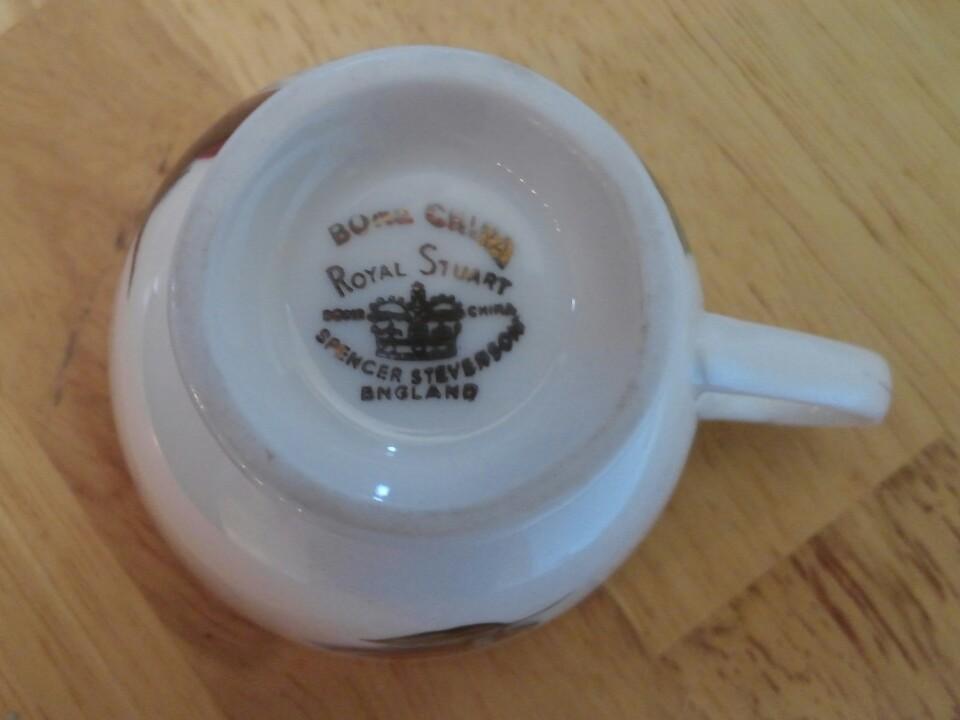 BONE CHINA
ROYAL STUART
BONE CHINA
SPENCER STEVENSON
ENGLAND